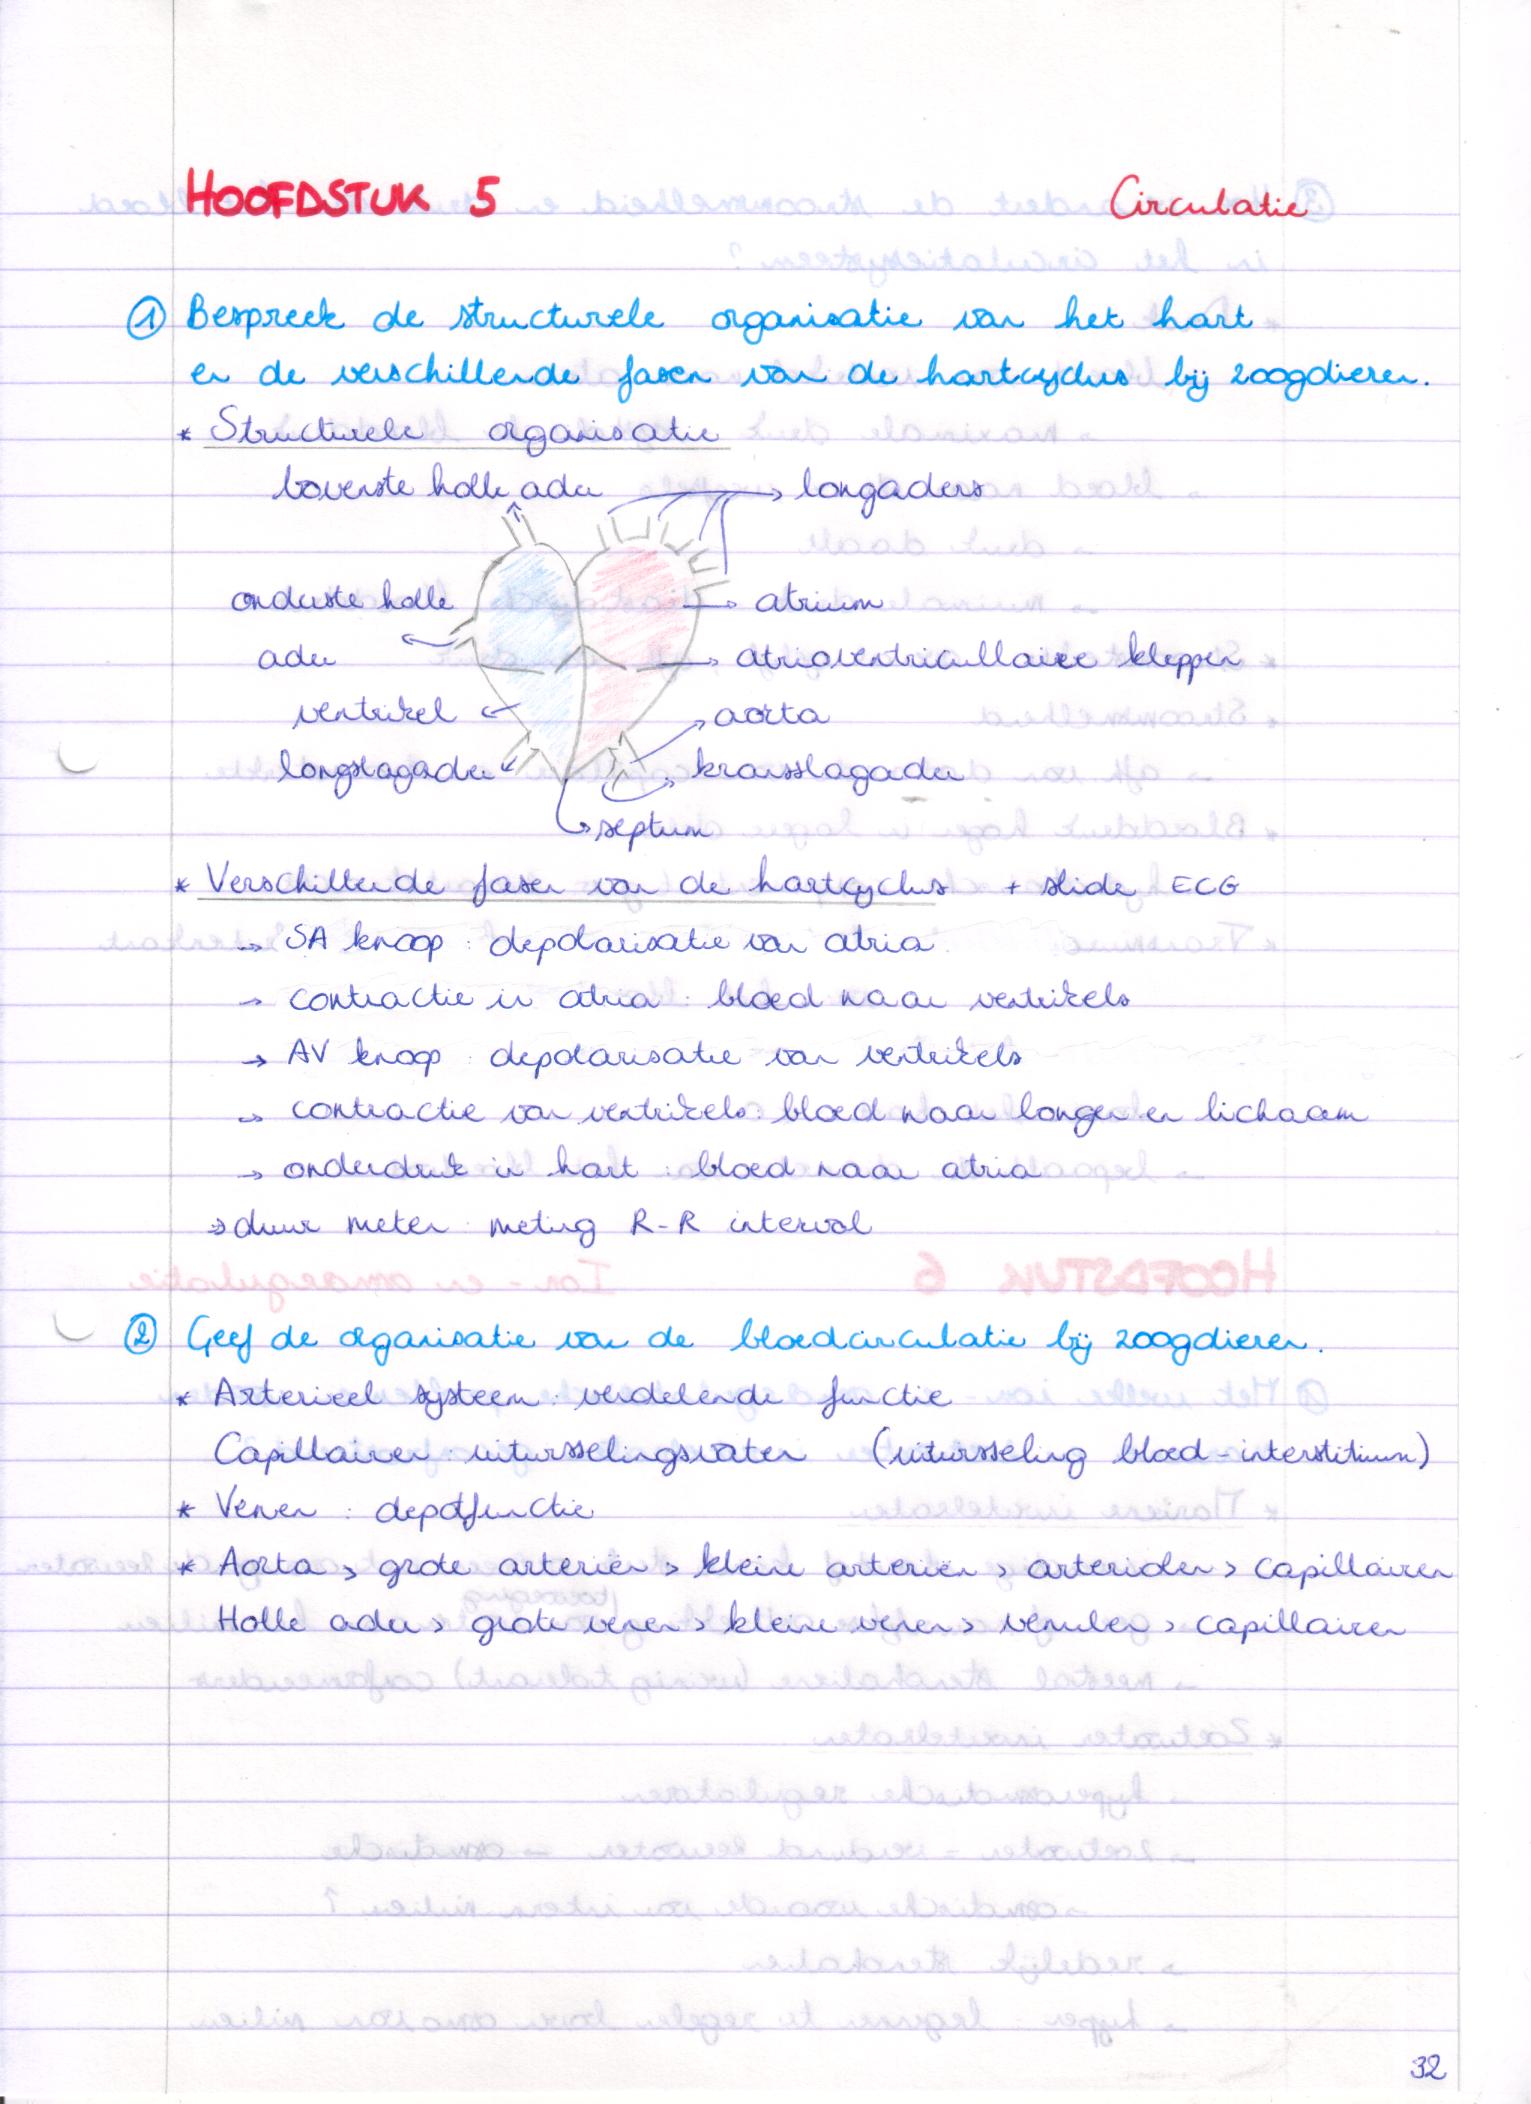 HOOFDSTUK 5 Circulatie
① Bespreek de structurele organisatie van het hart
en de verschillende fasen van de hartcyclus bij zoogdieren.
* Structurele organisatie
bovenste holle ader → longaders
onderste holle → atrium
ader → atrioventricullaire kleppen
ventrikel → aorta
longslagader → kransslagader
→ septum
* Verschillende fasen van de hartcyclus + slide ECG
→ SA knoop : depolarisatie van atria
→ contractie in atria : bloed naar ventrikels
→ AV knoop : depolarisatie van ventrikels
→ contractie van ventrikels : bloed naar longen en lichaam
→ onderdruk in hart : bloed naar atria
→ duur meten : meting R-R interval
② Geef de organisatie van de bloedcirculatie bij zoogdieren.
* Arterieel systeem : verdelende functie
Capillairen : uitwisselingsvaten (uitwisseling bloed - interstitium)
* Venen : depotfunctie
* Aorta > grote arteriën > kleine arteriën > arteriolen > capillairen
Holle ader > grote venen > kleine venen > venulen > capillairen
32